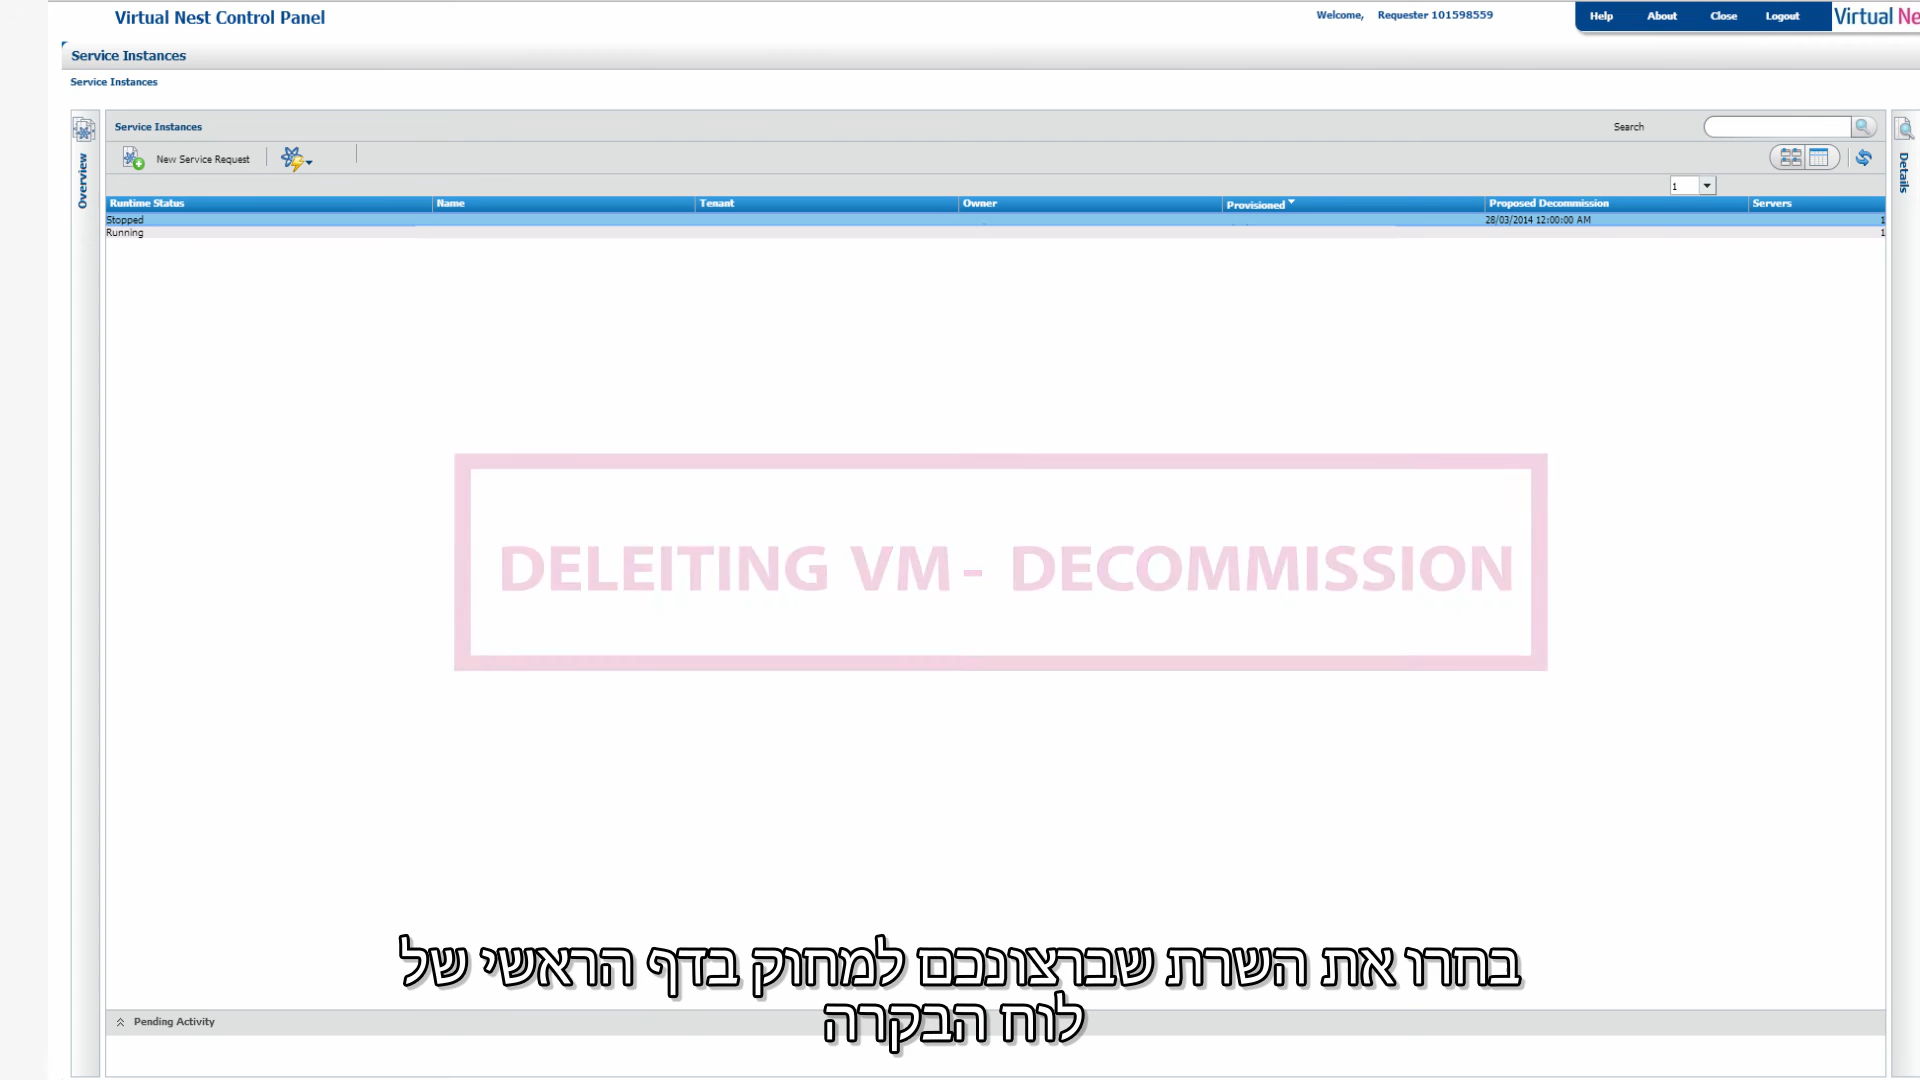 Virtual Nest Control Panel
Welcome, Requester 101598559
Help About Close Logout
Virtual Ne
Service Instances
Service Instances
Overview
Service Instances
Search
Details
New Service Request
1
Runtime Status Name Tenant Owner Provisioned Proposed Decommission Servers
Stopped 28/03/2014 12:00:00 AM 1
Running 1
DELEITING VM - DECOMMISSION
בחרו את השרת שברצונכם למחוק בדף הראשי של
לוח הבקרה
Pending Activity